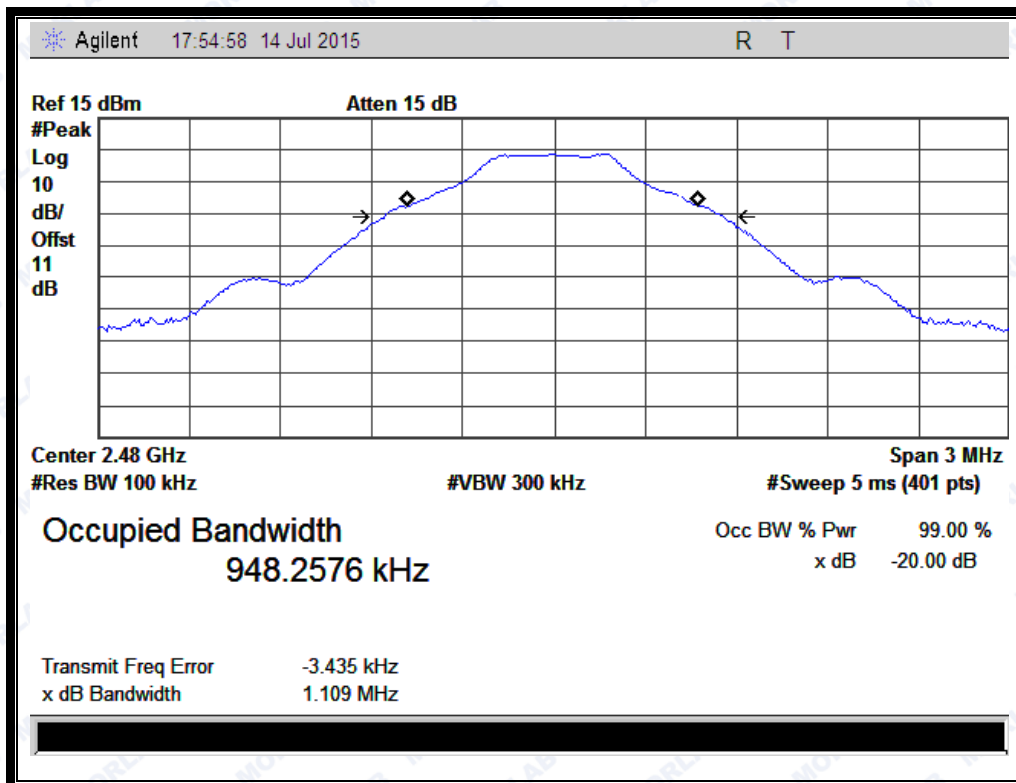 Agilent 17:54:58 14 Jul 2015 R T
Ref 15 dBm Atten 15 dB
#Peak
Log
10
dB/
Offst
11
dB
Center 2.48 GHz Span 3 MHz
#Res BW 100 kHz #VBW 300 kHz #Sweep 5 ms (401 pts)
Occupied Bandwidth Occ BW % Pwr 99.00 %
948.2576 kHz x dB -20.00 dB
Transmit Freq Error -3.435 kHz
x dB Bandwidth 1.109 MHz